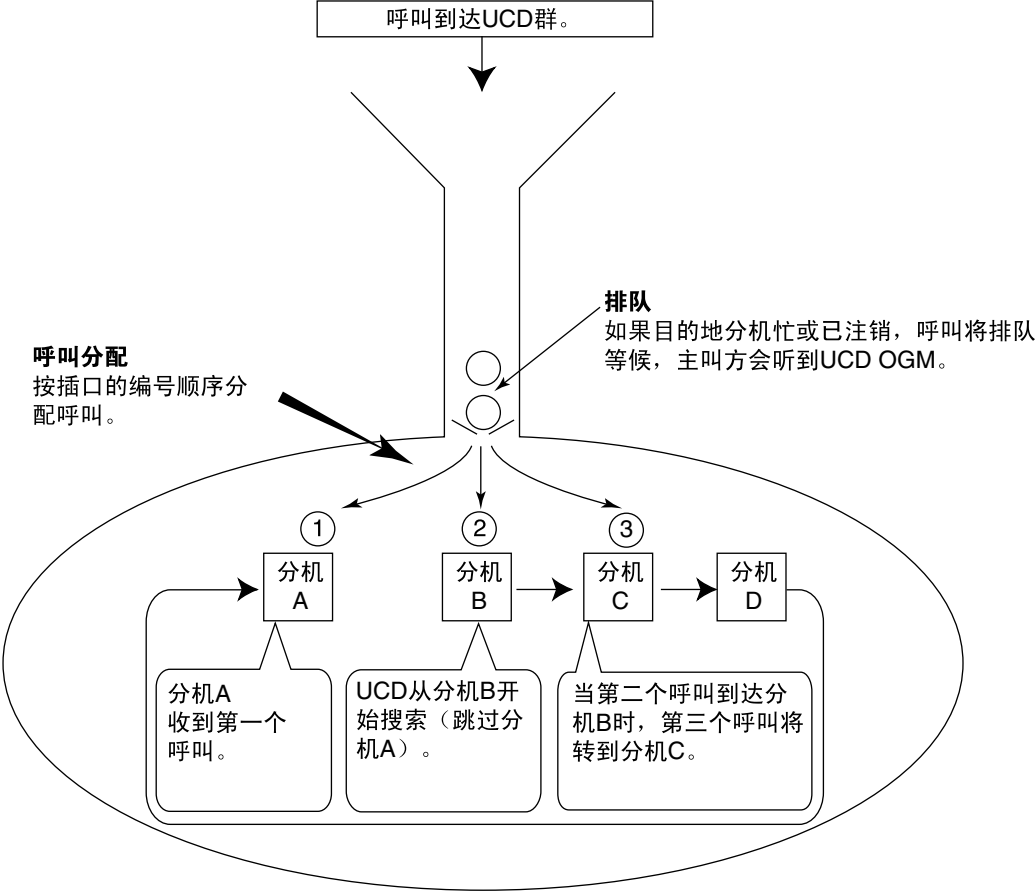 呼叫到达UCD群。
排队
如果目的地分机忙或已注销，呼叫将排队
等候，主叫方会听到UCD OGM。
呼叫分配
按插口的编号顺序分
配呼叫。
1
2
3
分机
A
分机
B
分机
C
分机
D
分机A
收到第一个
呼叫。
UCD从分机B开
始搜索（跳过分
机A）。
当第二个呼叫到达分
机B时，第三个呼叫将
转到分机C。